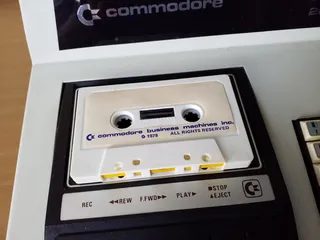 commodore
commodore business machines inc.
© 1978 ALL RIGHTS RESERVED
REC ◀◀REW F.FWD▶▶ PLAY▶ ■STOP
▲EJECT